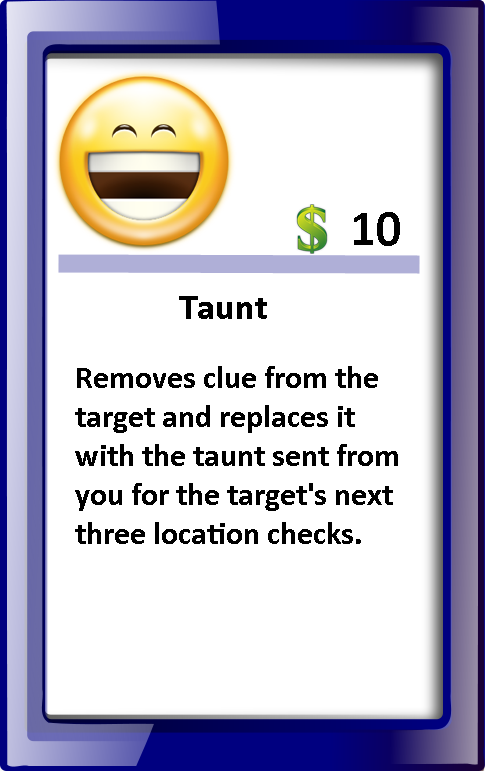 $ 10
Taunt
Removes clue from the
target and replaces it
with the taunt sent from
you for the target's next
three location checks.